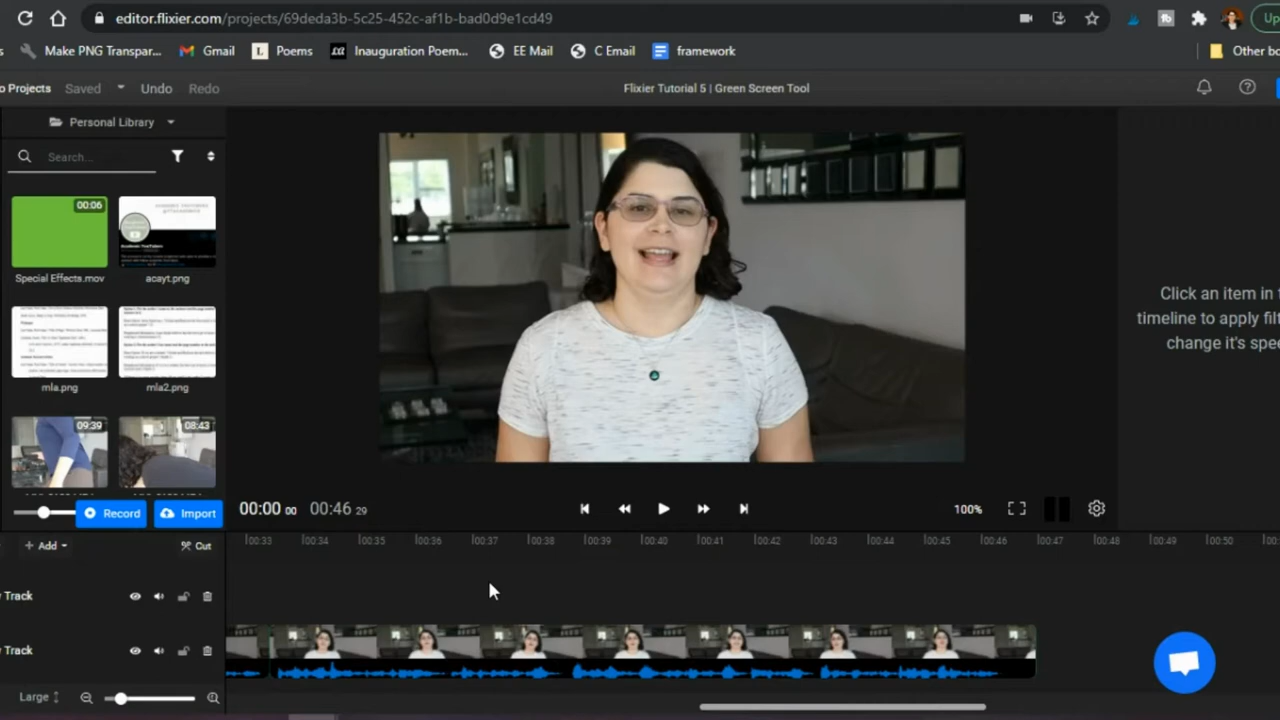 editor.flixier.com/projects/69deda3b-5c25-452c-af1b-bad0d9e1cd49
Make PNG Transpar... Gmail Poems Inauguration Poem... EE Mail C Email framework Other bo
o Projects Saved Undo Redo Flixier Tutorial 5 | Green Screen Tool
Personal Library
Search...
00:06
Special Effects.mov acayt.png
mla.png mla2.png
09:39 08:43
Click an item in t
timeline to apply filt
change it's spee
Record Import
00:00 00 00:46 29 100%
+ Add Cut
00:33 00:34 00:35 00:36 00:37 00:38 00:39 00:40 00:41 00:42 00:43 00:44 00:45 00:46 00:47 00:48 00:49 00:50
Track
Track
Large